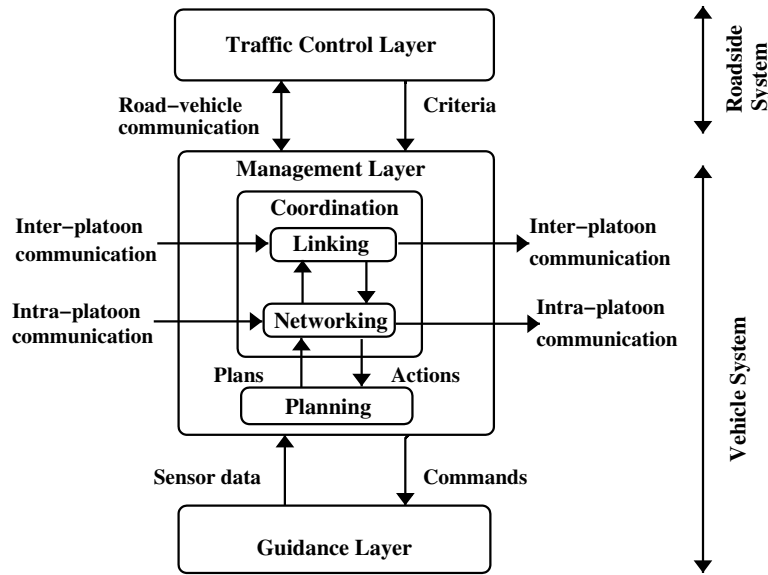 Traffic Control Layer
Road−vehicle
communication
Criteria
Management Layer
Coordination
Linking
Networking
Inter−platoon
communication
Inter−platoon
communication
Intra−platoon
communication
Intra−platoon
communication
Plans
Actions
Planning
Sensor data
Commands
Guidance Layer
Roadside
System
Vehicle System